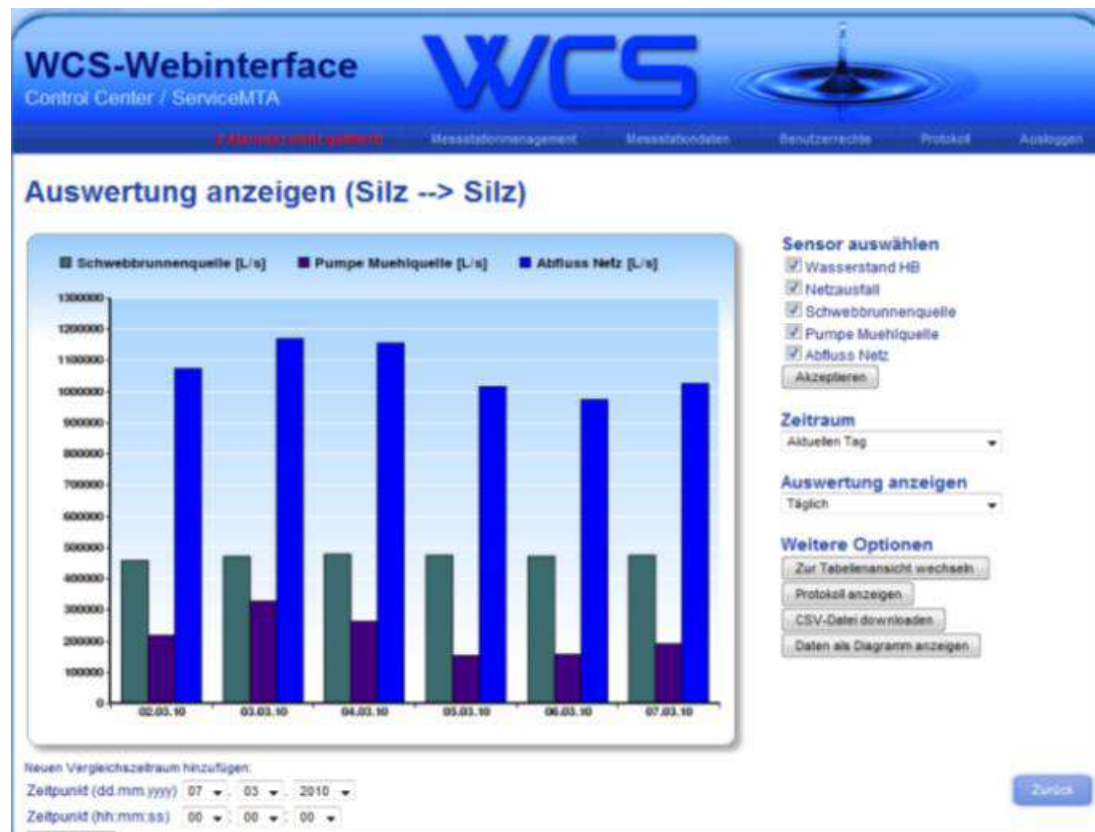 WCS-Webinterface
Control Center / ServiceMTA
WCS
Messstationmanagement Messstationdaten Benutzerrechte Protokoll Ausloggen
Auswertung anzeigen (Silz --> Silz)
Schwebbrunnenquelle [L/s] Pumpe Muehlquelle [L/s] Abfluss Netz [L/s]
1300000
1200000
1100000
1000000
900000
800000
700000
600000
500000
400000
300000
200000
100000
0
02.03.10 03.03.10 04.03.10 05.03.10 06.03.10 07.03.10
Sensor auswählen
Wasserstand HB
Netzausfall
Schwebbrunnenquelle
Pumpe Muehlquelle
Abfluss Netz
Akzeptieren
Zeitraum
Aktuellen Tag
Auswertung anzeigen
Täglich
Weitere Optionen
Zur Tabellenansicht wechseln
Protokoll anzeigen
CSV-Datei downloaden
Daten als Diagramm anzeigen
Neuen Vergleichszeitraum hinzufügen:
Zeitpunkt (dd.mm.yyyy) 07 . 03 . 2010
Zeitpunkt (hh:mm:ss) 00 : 00 : 00
Zurück